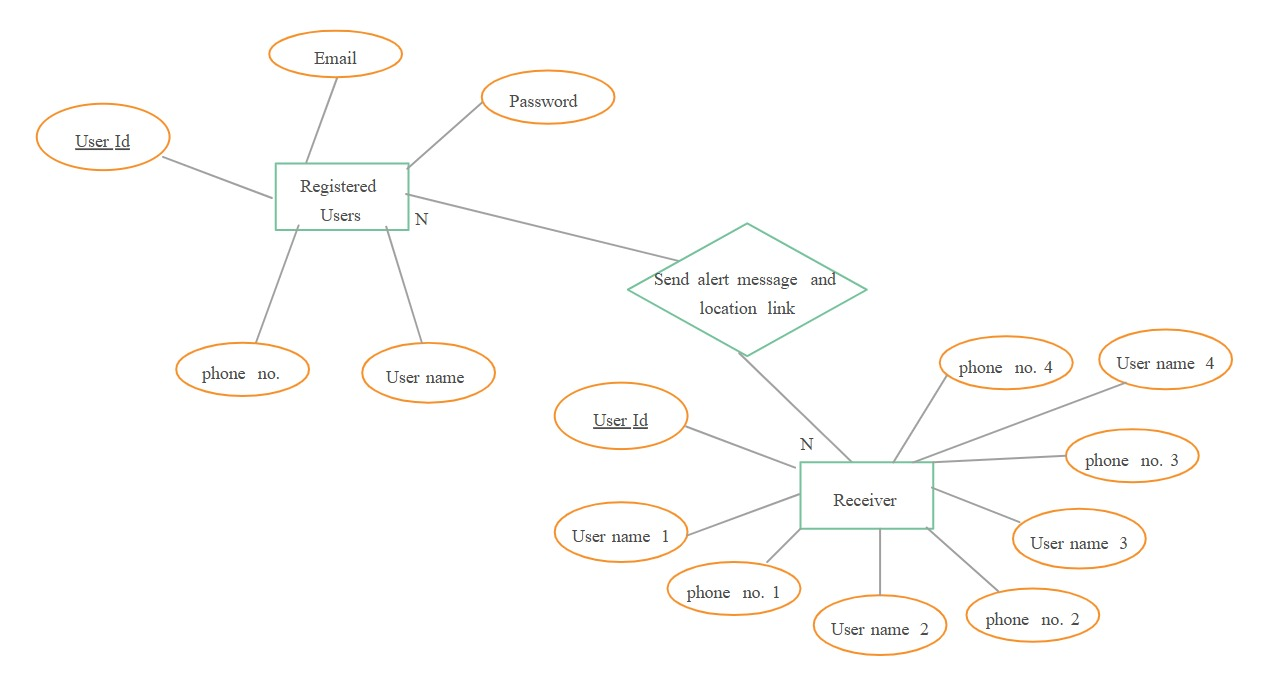 Email
Password
User Id
Registered
Users
N
phone no.
User name
Send alert message and
location link
phone no. 4
User name 4
User Id
N
phone no. 3
Receiver
User name 1
User name 3
phone no. 1
User name 2
phone no. 2